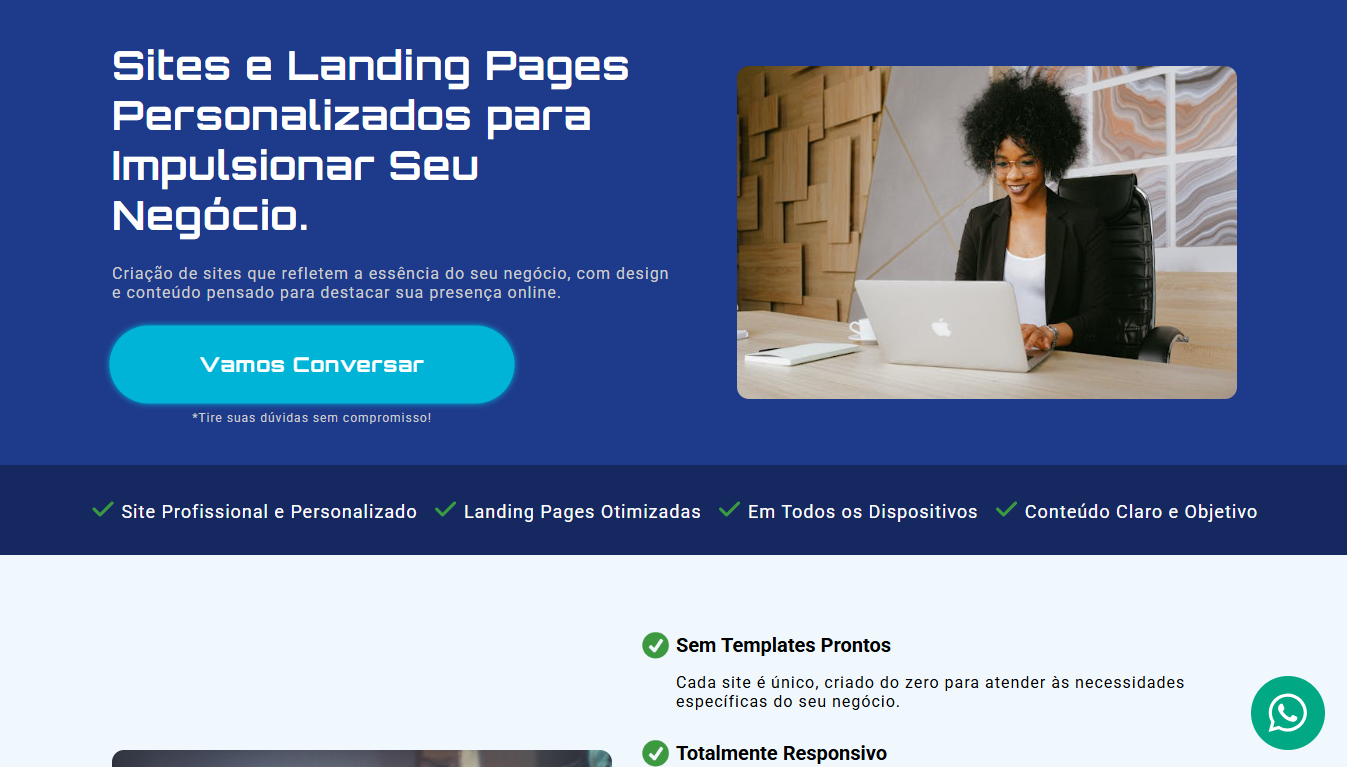 Sites e Landing Pages
Personalizados para
Impulsionar Seu
Negócio.
Criação de sites que refletem a essência do seu negócio, com design
e conteúdo pensado para destacar sua presença online.
Vamos Conversar
*Tire suas dúvidas sem compromisso!
Site Profissional e Personalizado Landing Pages Otimizadas Em Todos os Dispositivos Conteúdo Claro e Objetivo
Sem Templates Prontos
Cada site é único, criado do zero para atender às necessidades
específicas do seu negócio.
Totalmente Responsivo